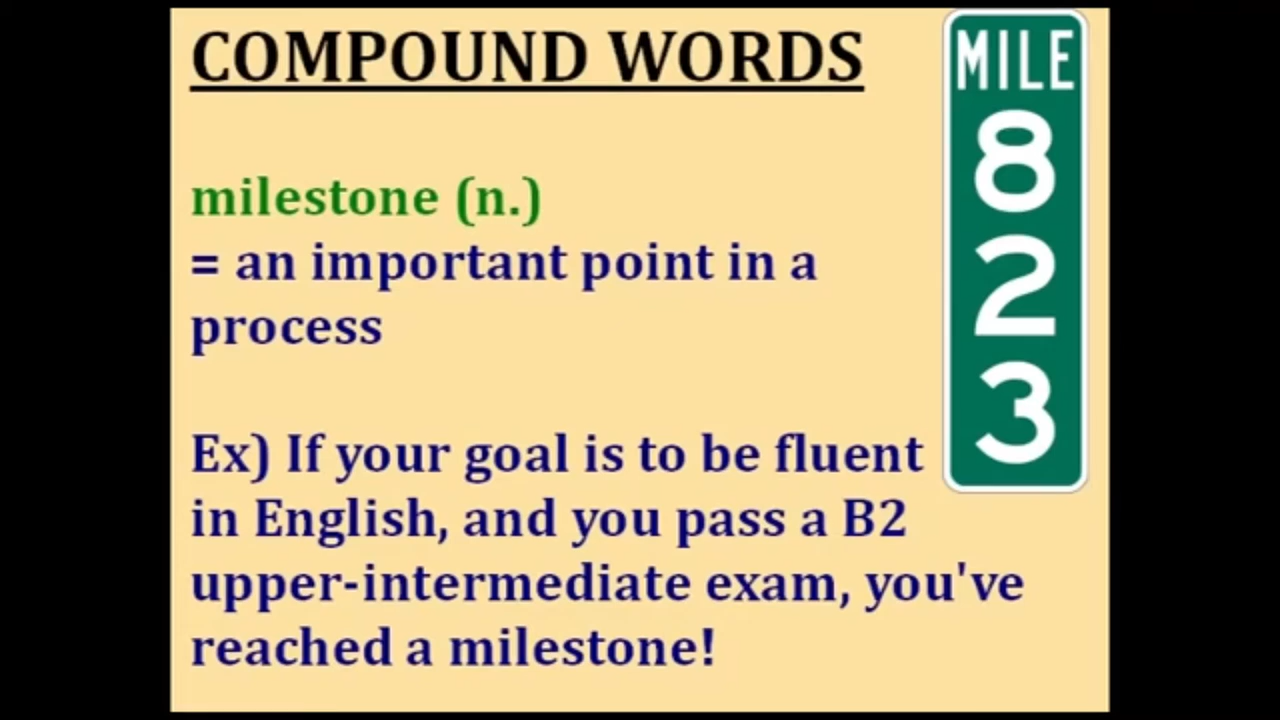 COMPOUND WORDS
milestone (n.)
= an important point in a
process
Ex) If your goal is to be fluent
in English, and you pass a B2
upper-intermediate exam, you've
reached a milestone!
MILE
8
2
3